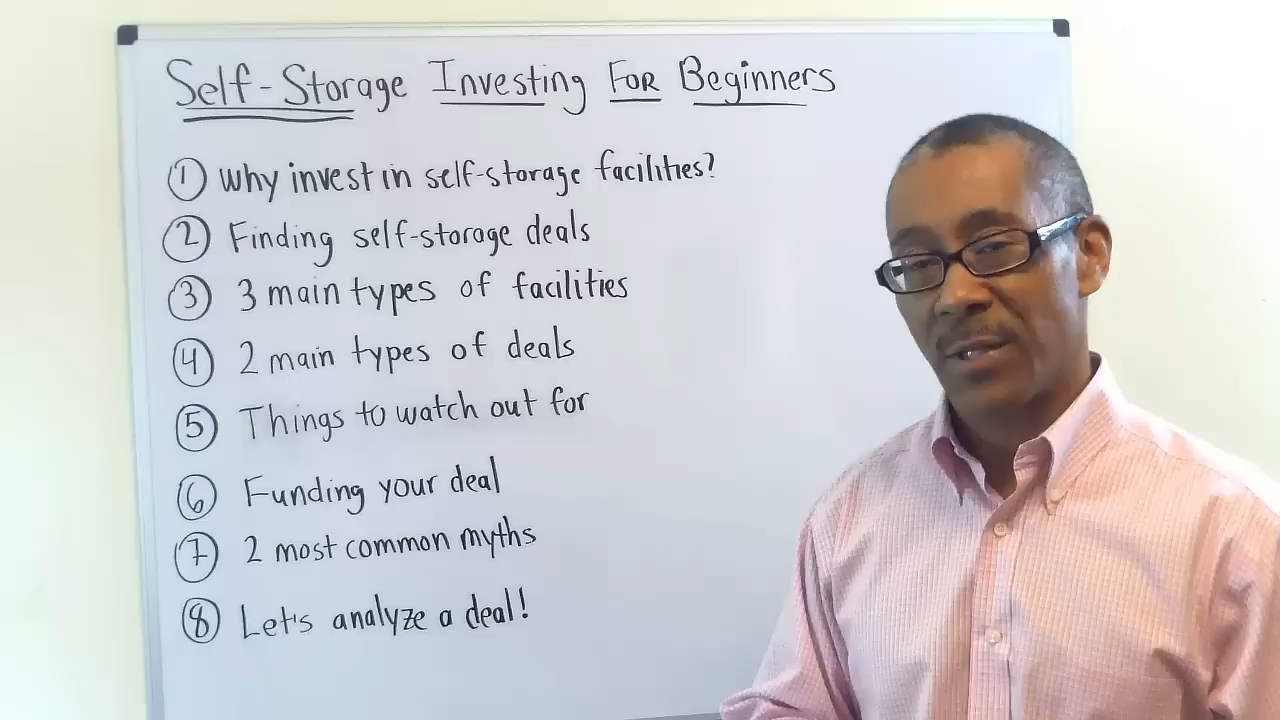 Self-Storage Investing For Beginners
1 Why invest in self-storage facilities?
2 Finding self-storage deals
3 3 main types of facilities
4 2 main types of deals
5 Things to watch out for
6 Funding your deal
7 2 most common myths
8 Let's analyze a deal!